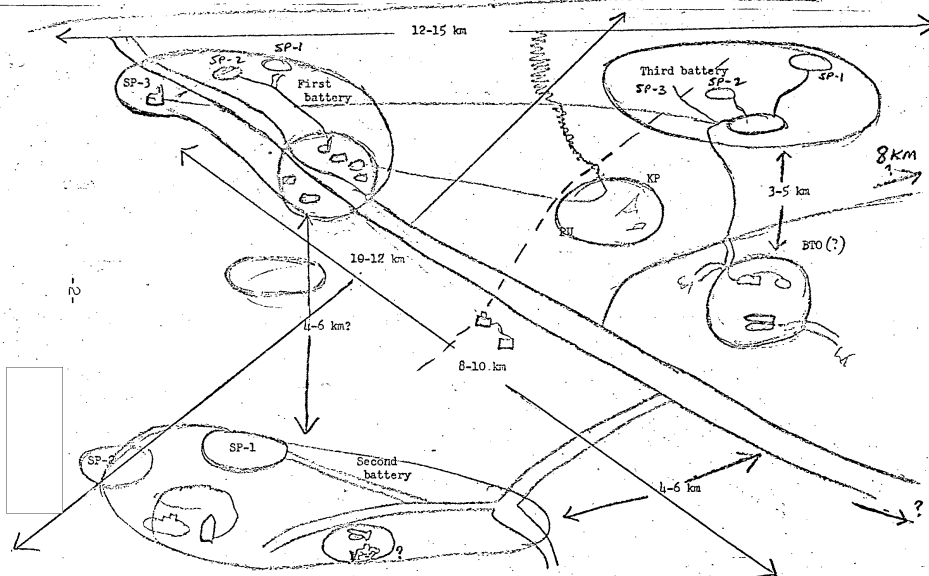 12-15 km
SP-1
SP-2
SP-3
First
battery
Third battery
SP-1
SP-2
SP-3
8 KM
?
3-5 km
KP
PU
BTO (?)
10-12 km
-2-
4-6 km?
8-10 km
SP-1
SP-2
Second
battery
4-6 km
?
?